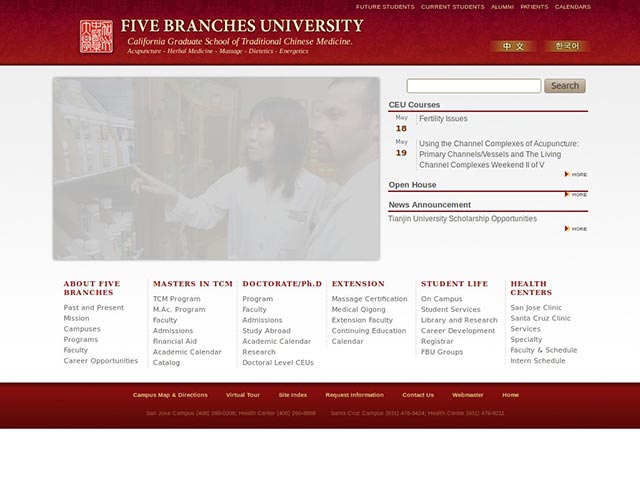 FUTURE STUDENTS CURRENT STUDENTS ALUMNI PATIENTS CALENDARS
FIVE BRANCHES UNIVERSITY
California Graduate School of Traditional Chinese Medicine.
Acupuncture - Herbal Medicine - Massage - Dietetics - Energetics
中文 한국어
Search
CEU Courses
May
18
Fertility Issues
May
19
Using the Channel Complexes of Acupuncture:
Primary Channels/Vessels and The Living
Channel Complexes Weekend II of V
MORE
Open House
MORE
News Announcement
Tianjin University Scholarship Opportunities
MORE
ABOUT FIVE
BRANCHES
Past and Present
Mission
Campuses
Programs
Faculty
Career Opportunities
MASTERS IN TCM
TCM Program
M.Ac. Program
Faculty
Admissions
Financial Aid
Academic Calendar
Catalog
DOCTORATE/Ph.D
Program
Faculty
Admissions
Study Abroad
Academic Calendar
Research
Doctoral Level CEUs
EXTENSION
Massage Certification
Medical Qigong
Extension Faculty
Continuing Education
Calendar
STUDENT LIFE
On Campus
Student Services
Library and Research
Career Development
Registrar
FBU Groups
HEALTH
CENTERS
San Jose Clinic
Santa Cruz Clinic
Services
Specialty
Faculty & Schedule
Intern Schedule
Campus Map & Directions Virtual Tour Site Index Request Information Contact Us Webmaster Home
San Jose Campus (408) 260-0208, Health Center (408) 260-8868 Santa Cruz Campus (831) 476-9424, Health Center (831) 476-8211